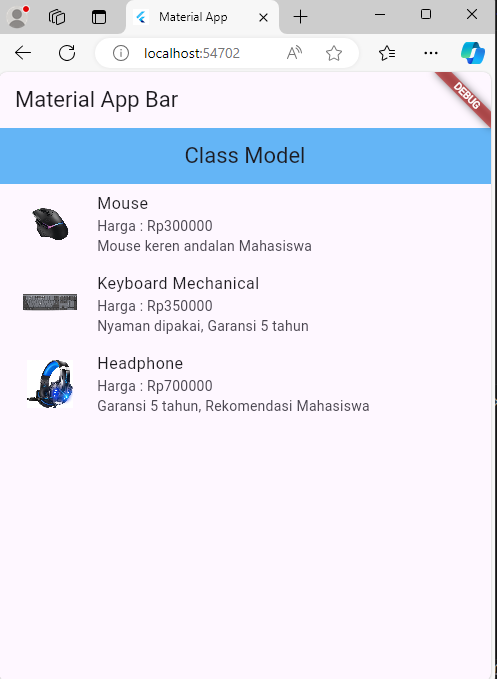 Material App
localhost:54702
Material App Bar
DEBUG
Class Model
Mouse
Harga : Rp300000
Mouse keren andalan Mahasiswa
Keyboard Mechanical
Harga : Rp350000
Nyaman dipakai, Garansi 5 tahun
Headphone
Harga : Rp700000
Garansi 5 tahun, Rekomendasi Mahasiswa